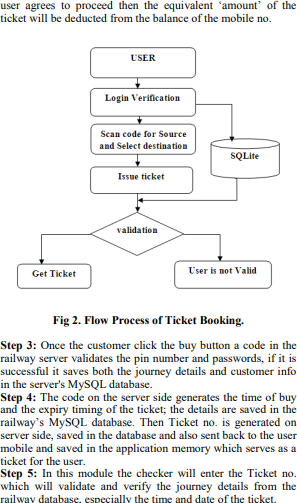 user agrees to proceed then the equivalent ‘amount’ of the
ticket will be deducted from the balance of the mobile no.
USER
Login Verification
Scan code for Source
and Select destination
SQLite
Issue ticket
validation
Get Ticket
User is not Valid
Fig 2. Flow Process of Ticket Booking.
Step 3: Once the customer click the buy button a code in the
railway server validates the pin number and passwords, if it is
successful it saves both the journey details and customer info
in the server's MySQL database.
Step 4: The code on the server side generates the time of buy
and the expiry timing of the ticket; the details are saved in the
railway’s MySQL database. Then Ticket no. is generated on
server side, saved in the database and also sent back to the user
mobile and saved in the application memory which serves as a
ticket for the user.
Step 5: In this module the checker will enter the Ticket no.
which will validate and verify the journey details from the
railway database, especially the time and date of the ticket.